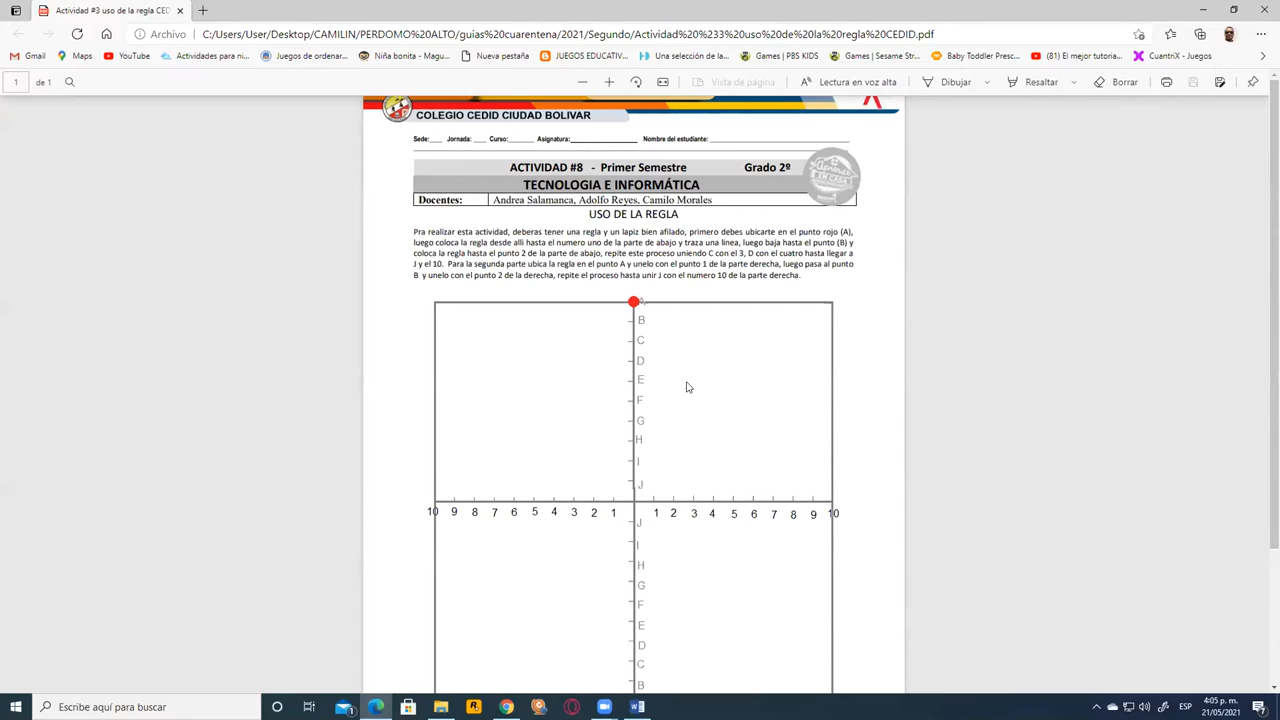 Actividad #3 uso de la regla CED
Archivo C:/Users/User/Desktop/CAMILIN/PERDOMO%20ALTO/guias%20cuarentena/2021/Segundo/Actividad%20%233%20uso%20de%20la%20regla%20CEDID.pdf
Gmail Maps YouTube Actividades para ni... Niña bonita - Magu... Nueva pestaña JUEGOS EDUCATIV... Una selección de la... Games | PBS KIDS Games | Sesame Str... Baby Toddler Presc... (81) El mejor tutoria... CuantriX - Juegos
1 de 1 Vista de página Lectura en voz alta Dibujar Resaltar Borrar
COLEGIO CEDID CIUDAD BOLIVAR
Sede:____ Jornada: ____ Curso:________ Asignatura:____________________ Nombre del estudiante: ____________________
ACTIVIDAD #8 - Primer Semestre Grado 2º
Aprende
EN CASA
TECNOLOGIA E INFORMÁTICA
Docentes: Andrea Salamanca, Adolfo Reyes, Camilo Morales
USO DE LA REGLA
Pra realizar esta actividad, deberas tener una regla y un lapiz bien afilado, primero debes ubicarte en el punto rojo (A),
luego coloca la regla desde alli hasta el numero uno de la parte de abajo y traza una linea, luego baja hasta el punto (B) y
coloca la regla hasta el punto 2 de la parte de abajo, repite este proceso uniendo C con el 3, D con el cuatro hasta llegar a
J y el 10. Para la segunda parte ubica la regla en el punto A y unelo con el punto 1 de la parte derecha, luego pasa al punto
B y unelo con el punto 2 de la derecha, repite el proceso hasta unir J con el numero 10 de la parte derecha.
A
B
C
D
E
F
G
H
I
J
10 9 8 7 6 5 4 3 2 1 1 2 3 4 5 6 7 8 9 10
J
I
H
G
F
E
D
C
B
Escribe aquí para buscar
ESP
4:05 p. m.
21/05/2021